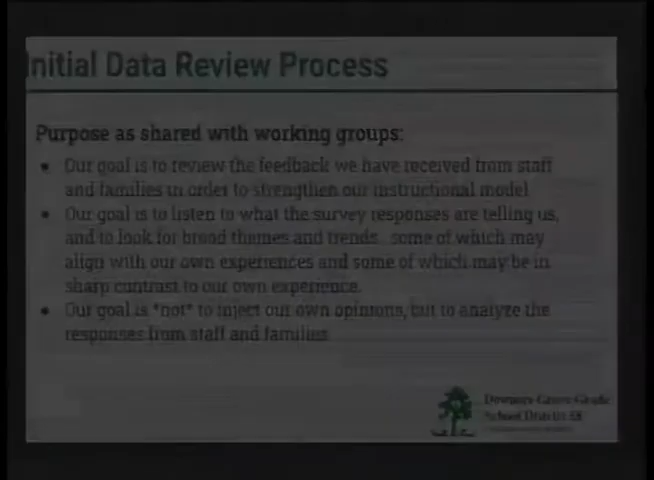 Initial Data Review Process
Purpose as shared with working groups:
• Our goal is to review the feedback we have received from staff
and families in order to strengthen our instructional model
• Our goal is to listen to what the survey responses are telling us,
and to look for broad themes and trends some of which may
align with our own experiences and some of which may be in
sharp contrast to our own experience.
• Our goal is *not* to inject our own opinions, but to analyze the
responses from staff and families
Downers Grove Grade
School District 58